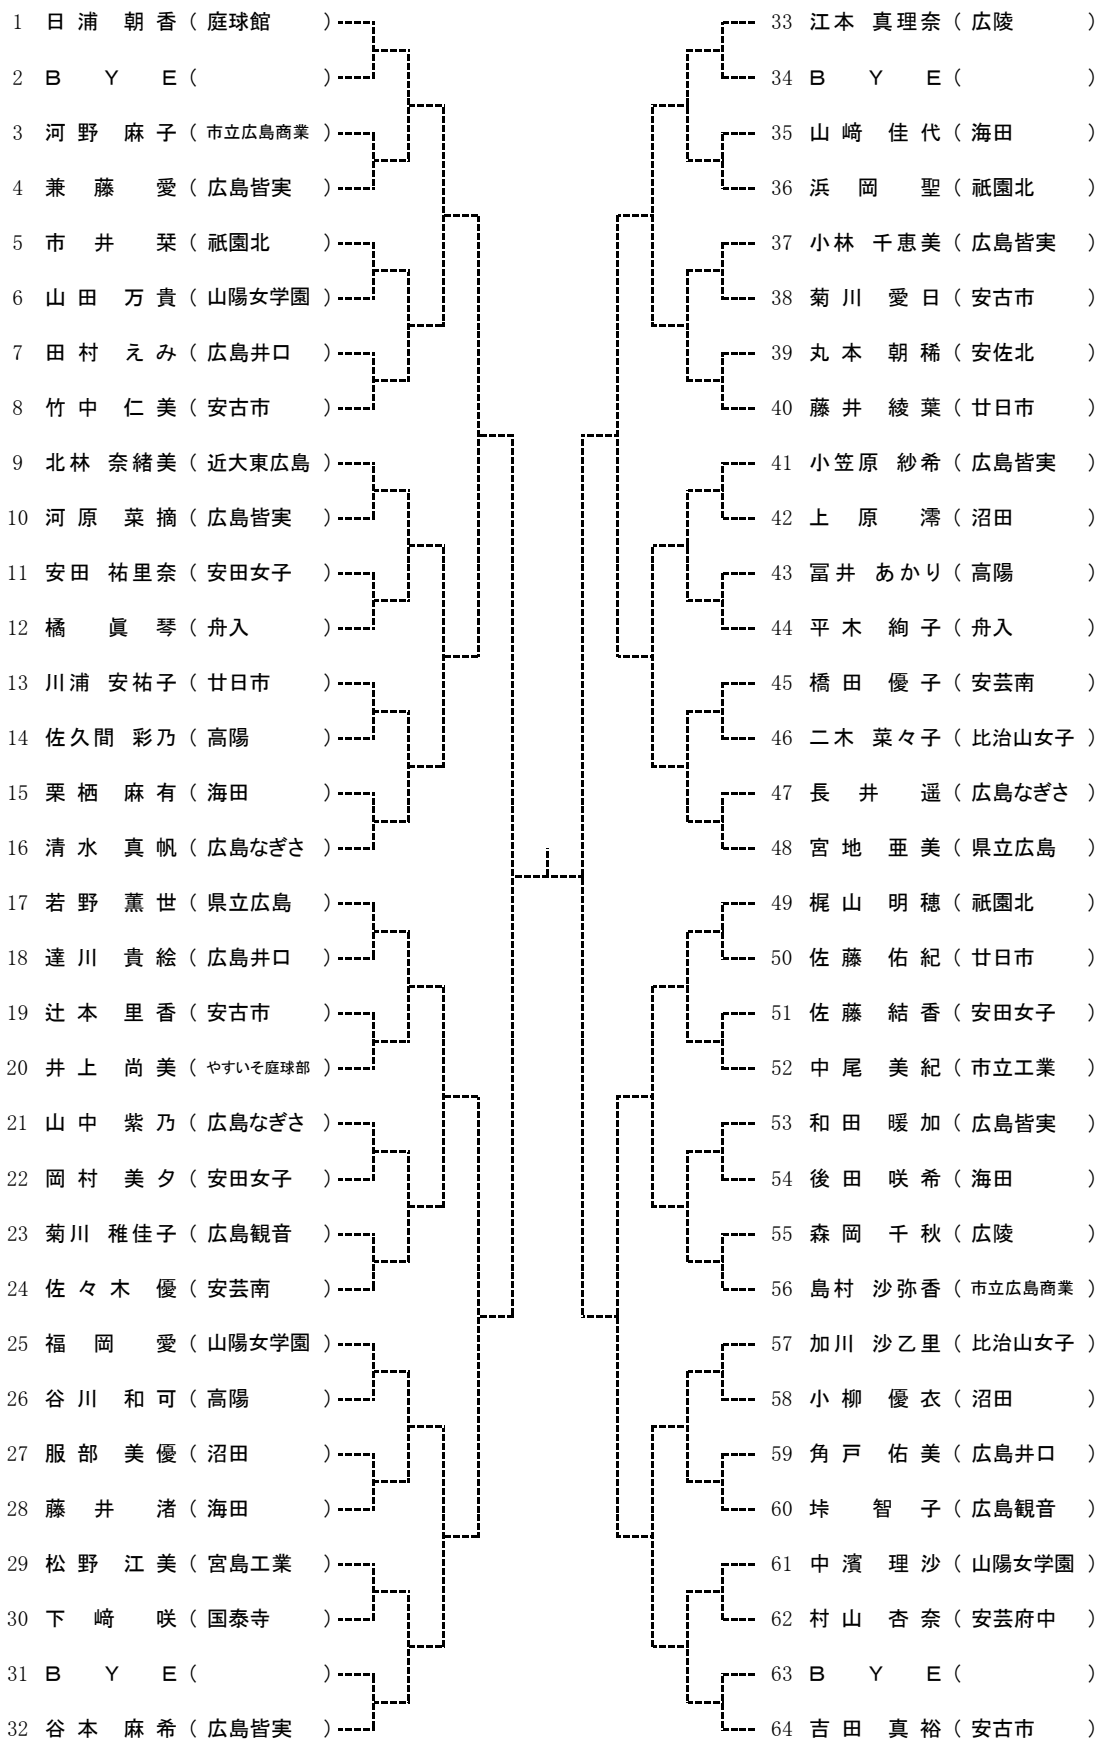 1 日浦 朝香 ( 庭球館 )
2 B Y E ( )
3 河野 麻子 ( 市立広島商業 )
4 兼藤 愛 ( 広島皆実 )
5 市井 栞 ( 祇園北 )
6 山田 万貴 ( 山陽女学園 )
7 田村 えみ ( 広島井口 )
8 竹中 仁美 ( 安古市 )
9 北林 奈緒美 ( 近大東広島 )
10 河原 菜摘 ( 広島皆実 )
11 安田 祐里奈 ( 安田女子 )
12 橘 眞琴 ( 舟入 )
13 川浦 安祐子 ( 廿日市 )
14 佐久間 彩乃 ( 高陽 )
15 栗栖 麻有 ( 海田 )
16 清水 真帆 ( 広島なぎさ )
17 若野 薫世 ( 県立広島 )
18 達川 貴絵 ( 広島井口 )
19 辻本 里香 ( 安古市 )
20 井上 尚美 ( やすいそ庭球部 )
21 山中 紫乃 ( 広島なぎさ )
22 岡村 美夕 ( 安田女子 )
23 菊川 稚佳子 ( 広島観音 )
24 佐々木 優 ( 安芸南 )
25 福岡 愛 ( 山陽女学園 )
26 谷川 和可 ( 高陽 )
27 服部 美優 ( 沼田 )
28 藤井 渚 ( 海田 )
29 松野 江美 ( 宮島工業 )
30 下﨑 咲 ( 国泰寺 )
31 B Y E ( )
32 谷本 麻希 ( 広島皆実 )
33 江本 真理奈 ( 広陵 )
34 B Y E ( )
35 山﨑 佳代 ( 海田 )
36 浜岡 聖 ( 祇園北 )
37 小林 千恵美 ( 広島皆実 )
38 菊川 愛日 ( 安古市 )
39 丸本 朝稀 ( 安佐北 )
40 藤井 綾葉 ( 廿日市 )
41 小笠原 紗希 ( 広島皆実 )
42 上原 澪 ( 沼田 )
43 冨井 あかり ( 高陽 )
44 平木 絢子 ( 舟入 )
45 橋田 優子 ( 安芸南 )
46 二木 菜々子 ( 比治山女子 )
47 長井 遥 ( 広島なぎさ )
48 宮地 亜美 ( 県立広島 )
49 梶山 明穂 ( 祇園北 )
50 佐藤 佑紀 ( 廿日市 )
51 佐藤 結香 ( 安田女子 )
52 中尾 美紀 ( 市立工業 )
53 和田 暖加 ( 広島皆実 )
54 後田 咲希 ( 海田 )
55 森岡 千秋 ( 広陵 )
56 島村 沙弥香 ( 市立広島商業 )
57 加川 沙乙里 ( 比治山女子 )
58 小柳 優衣 ( 沼田 )
59 角戸 佑美 ( 広島井口 )
60 垰 智子 ( 広島観音 )
61 中濱 理沙 ( 山陽女学園 )
62 村山 杏奈 ( 安芸府中 )
63 B Y E ( )
64 吉田 真裕 ( 安古市 )